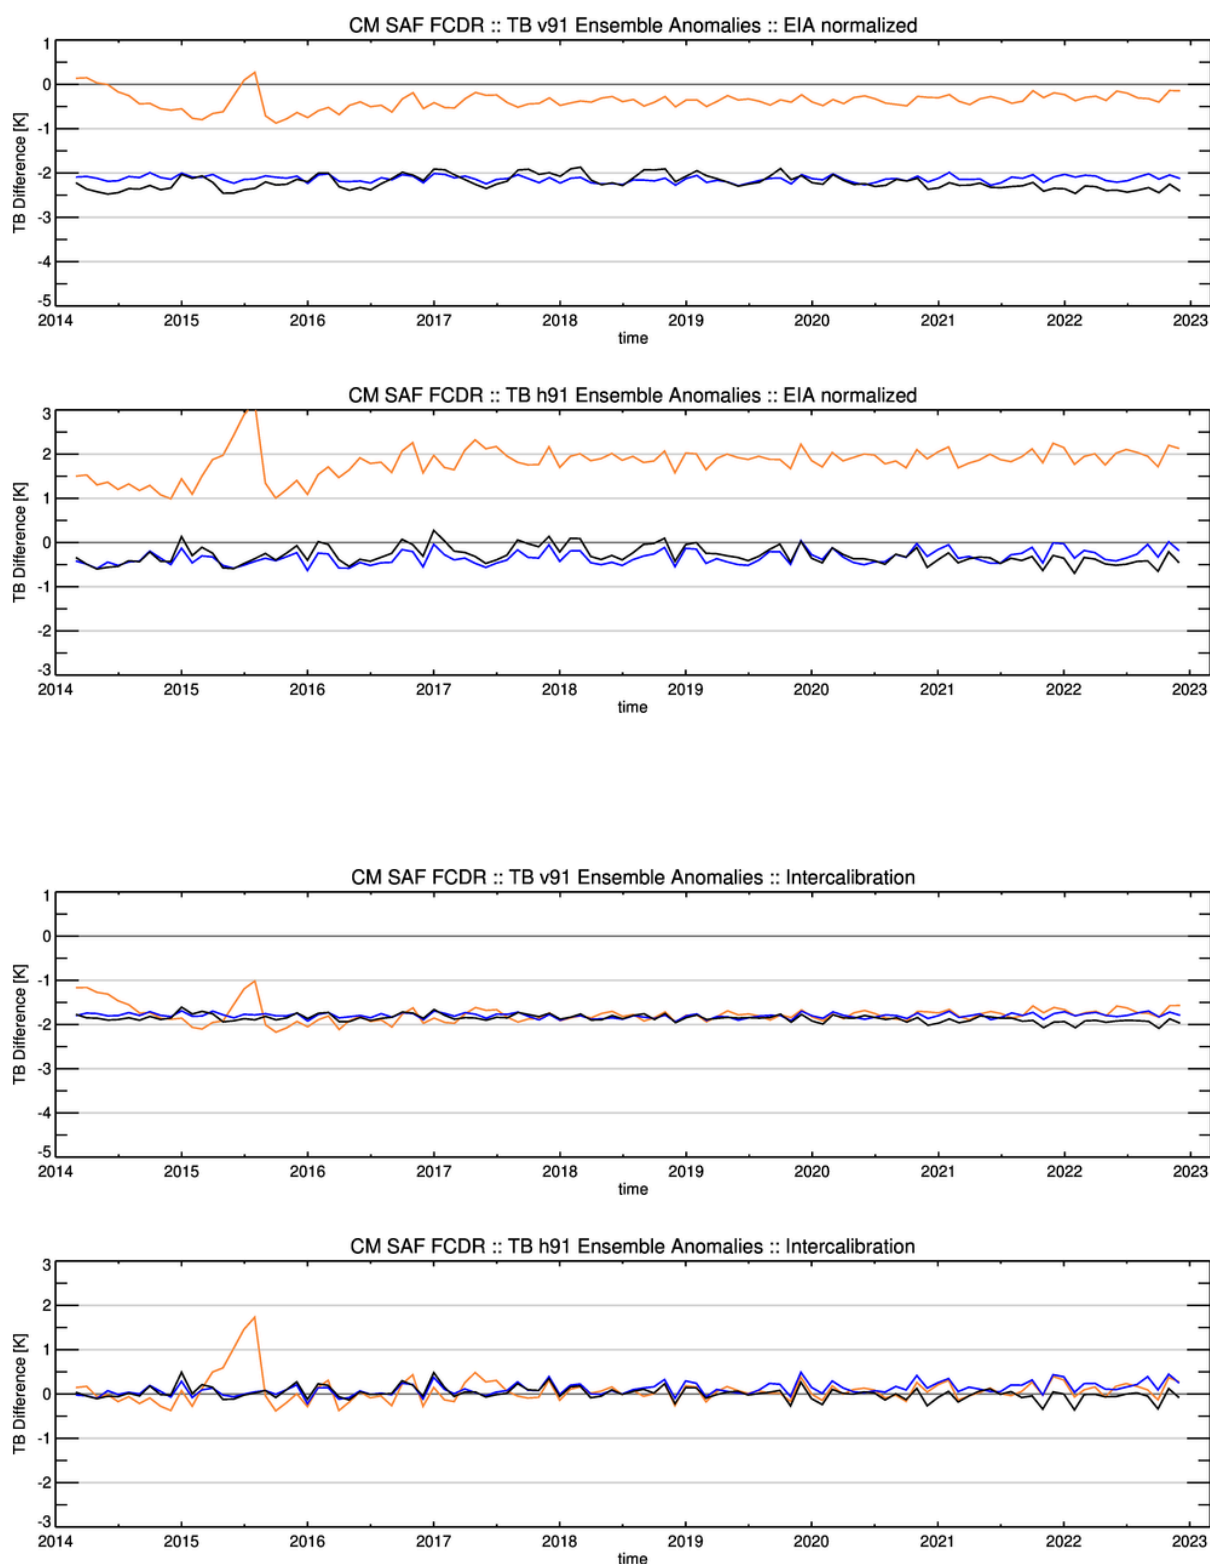 CM SAF FCDR :: TB v91 Ensemble Anomalies :: EIA normalized
1
0
-1
-2
-3
-4
-5
TB Difference [K]
2014 2015 2016 2017 2018 2019 2020 2021 2022 2023
time
CM SAF FCDR :: TB h91 Ensemble Anomalies :: EIA normalized
3
2
1
0
-1
-2
-3
TB Difference [K]
2014 2015 2016 2017 2018 2019 2020 2021 2022 2023
time
CM SAF FCDR :: TB v91 Ensemble Anomalies :: Intercalibration
1
0
-1
-2
-3
-4
-5
TB Difference [K]
2014 2015 2016 2017 2018 2019 2020 2021 2022 2023
time
CM SAF FCDR :: TB h91 Ensemble Anomalies :: Intercalibration
3
2
1
0
-1
-2
-3
TB Difference [K]
2014 2015 2016 2017 2018 2019 2020 2021 2022 2023
time